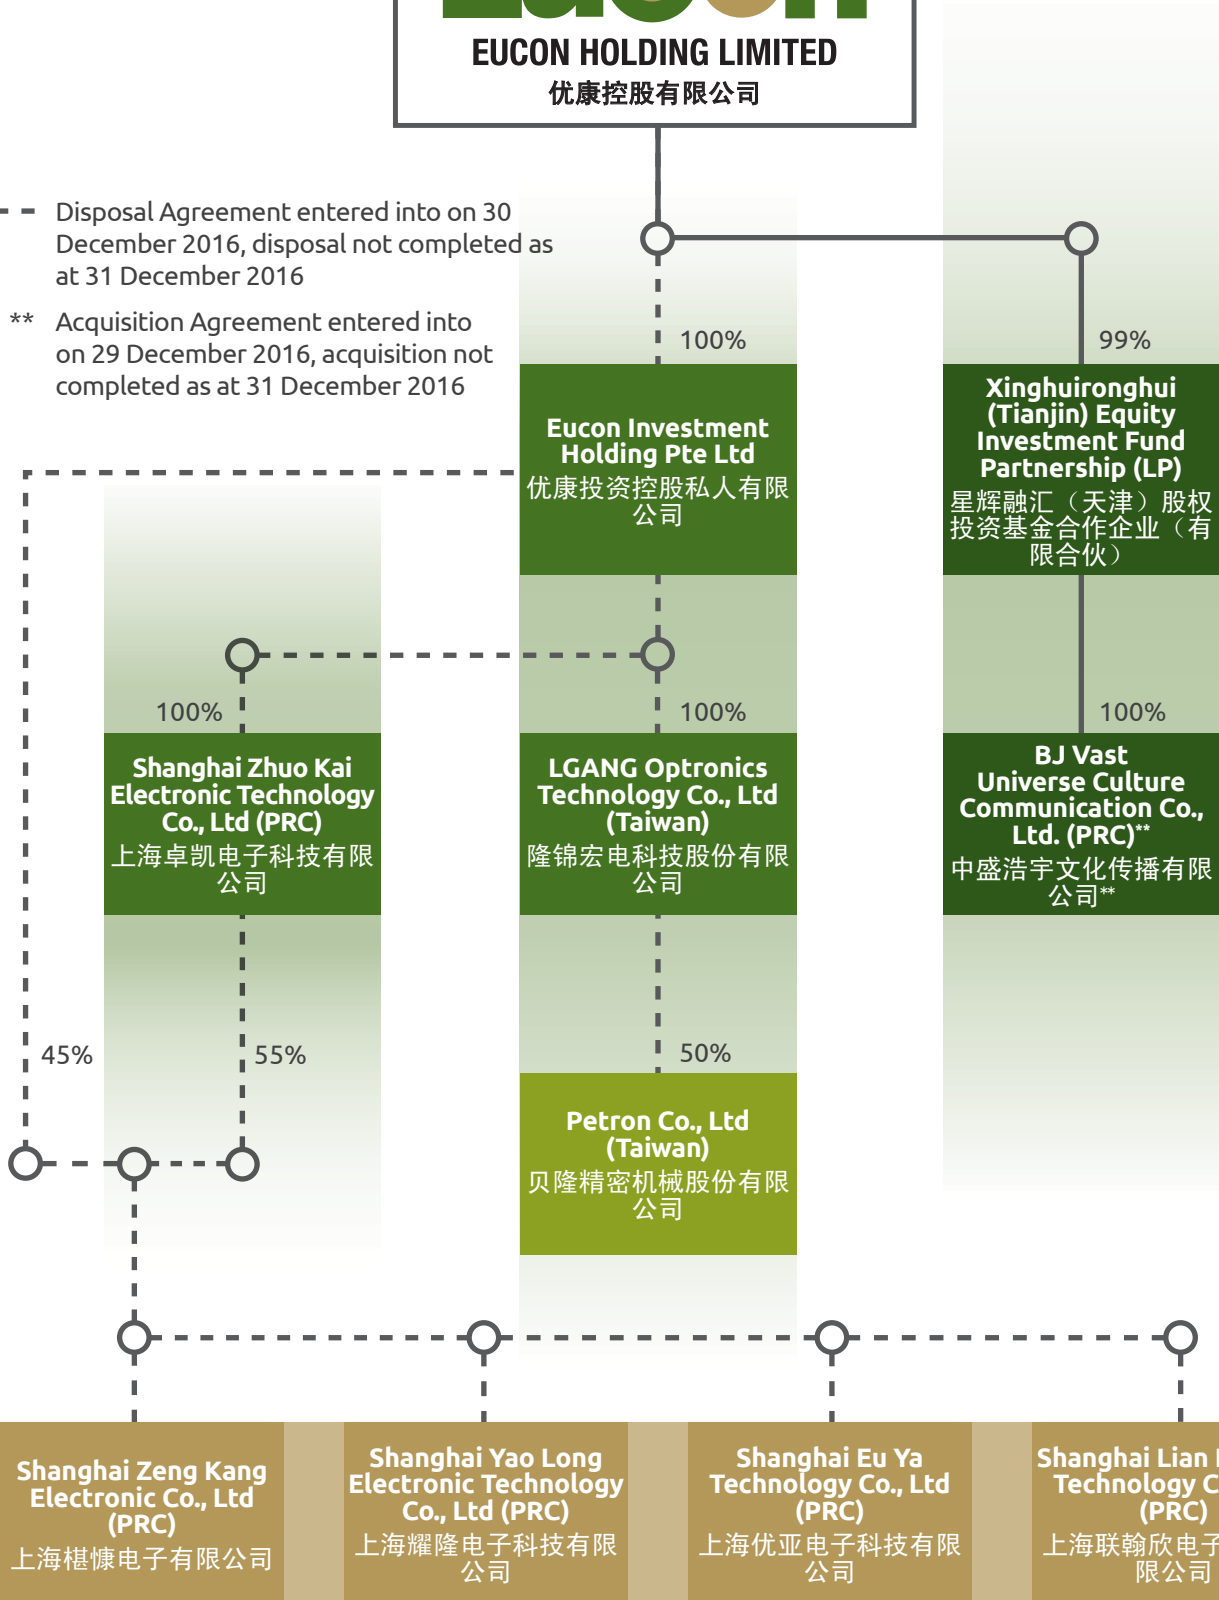 Eucon
EUCON HOLDING LIMITED
优康控股有限公司
Disposal Agreement entered into on 30
December 2016, disposal not completed as
at 31 December 2016
** Acquisition Agreement entered into
on 29 December 2016, acquisition not
completed as at 31 December 2016
100%
99%
Eucon Investment
Holding Pte Ltd
优康投资控股私人有限
公司
Xinghuironghui
(Tianjin) Equity
Investment Fund
Partnership (LP)
星辉融汇（天津）股权
投资基金合作企业（有
限合伙）
100%
100%
100%
Shanghai Zhuo Kai
Electronic Technology
Co., Ltd (PRC)
上海卓凯电子科技有限
公司
LGANG Optronics
Technology Co., Ltd
(Taiwan)
隆锦宏电科技股份有限
公司
BJ Vast
Universe Culture
Communication Co.,
Ltd. (PRC)**
中盛浩宇文化传播有限
公司**
45%
55%
50%
Petron Co., Ltd
(Taiwan)
贝隆精密机械股份有限
公司
Shanghai Zeng Kang
Electronic Co., Ltd
(PRC)
上海椹慷电子有限公司
Shanghai Yao Long
Electronic Technology
Co., Ltd (PRC)
上海耀隆电子科技有限
公司
Shanghai Eu Ya
Technology Co., Ltd
(PRC)
上海优亚电子科技有限
公司
Shanghai Lian
Technology
(PRC)
上海联翰欣电子
限公司